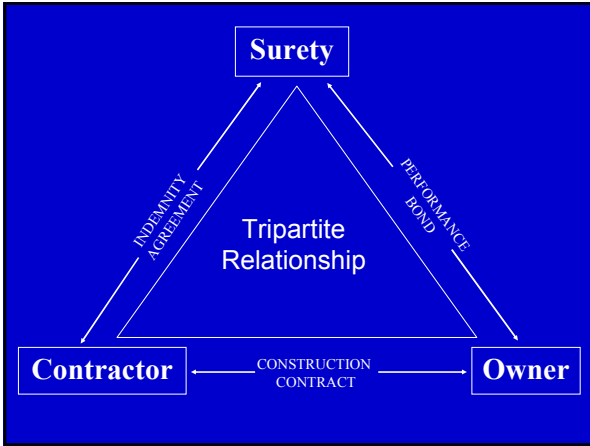 Surety
INDEMNITY
AGREEMENT
PERFORMANCE
BOND
Tripartite
Relationship
Contractor
CONSTRUCTION
CONTRACT
Owner